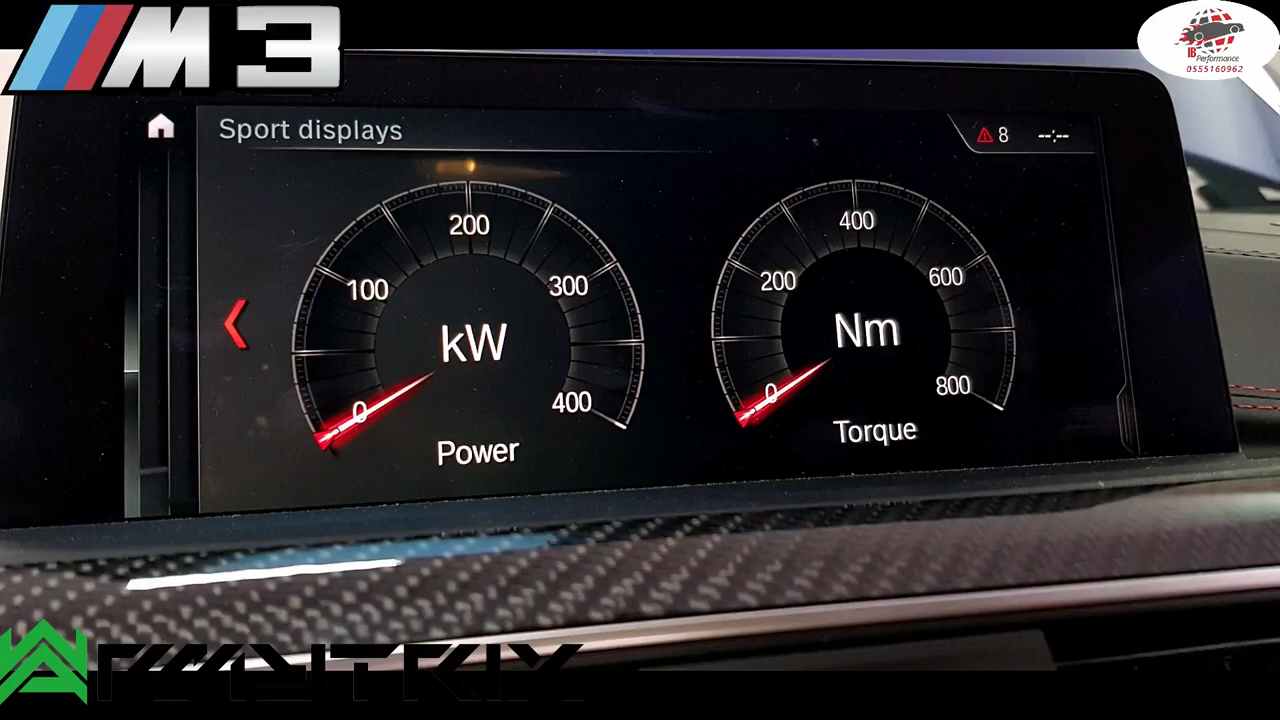 M3
IB
Performance
0555160962
Sport displays
8 --:--
0
100
200
300
400
kW
Power
0
200
400
600
800
Nm
Torque
ARMYTRIX